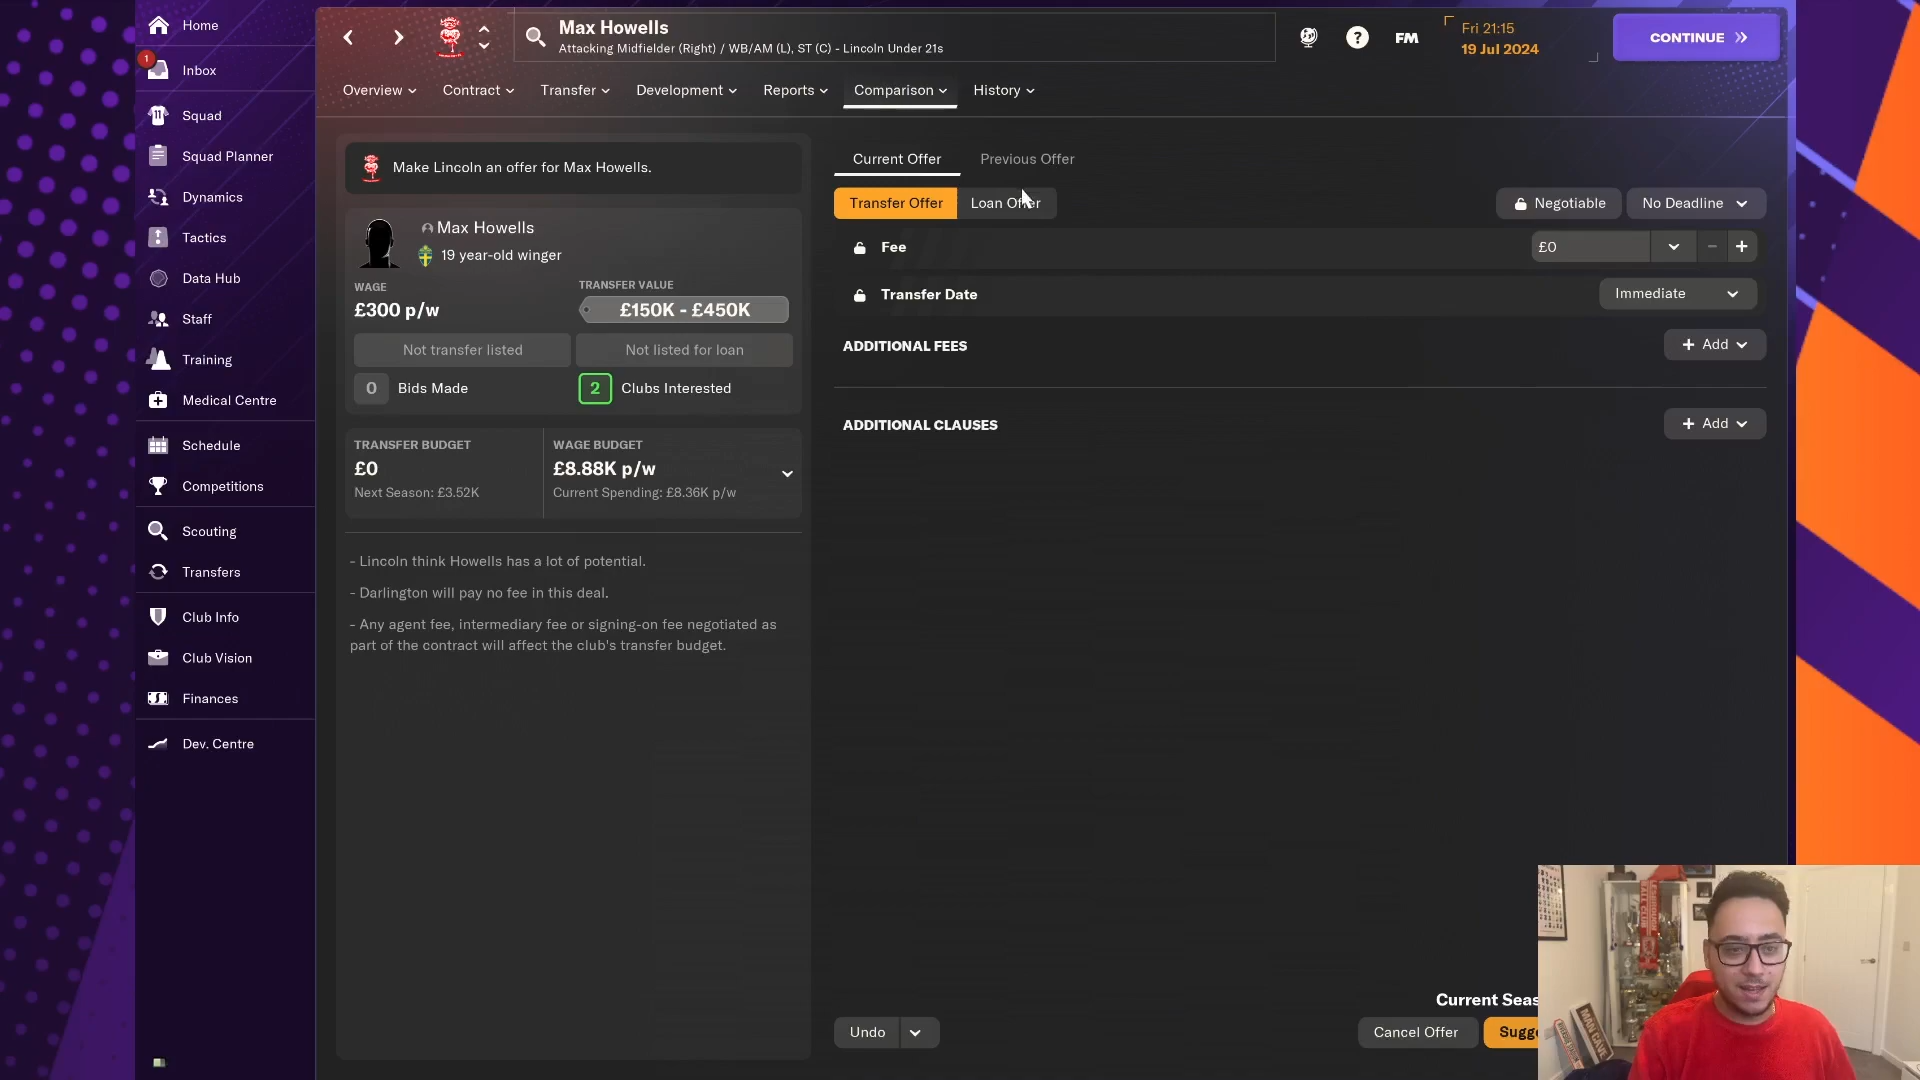 Home
1
Inbox
Squad
Squad Planner
Dynamics
Tactics
Data Hub
Staff
Training
Medical Centre
Schedule
Competitions
Scouting
Transfers
Club Info
Club Vision
Finances
Dev. Centre
Max Howells
Attacking Midfielder (Right) / WB/AM (L), ST (C) - Lincoln Under 21s
?
FM
Fri 21:15
19 Jul 2024
CONTINUE
Overview
Contract
Transfer
Development
Reports
Comparison
History
Make Lincoln an offer for Max Howells.
Max Howells
19 year-old winger
WAGE
£300 p/w
TRANSFER VALUE
£150K - £450K
Not transfer listed
Not listed for loan
0 Bids Made
2 Clubs Interested
TRANSFER BUDGET
£0
Next Season: £3.52K
WAGE BUDGET
£8.88K p/w
Current Spending: £8.36K p/w
- Lincoln think Howells has a lot of potential.
- Darlington will pay no fee in this deal.
- Any agent fee, intermediary fee or signing-on fee negotiated as
part of the contract will affect the club's transfer budget.
Current Offer
Previous Offer
Transfer Offer
Loan Offer
Negotiable
No Deadline
Fee
£0
Transfer Date
Immediate
ADDITIONAL FEES
+ Add
ADDITIONAL CLAUSES
+ Add
Current Seas
Undo
Cancel Offer
Sugge
MAN CAVE